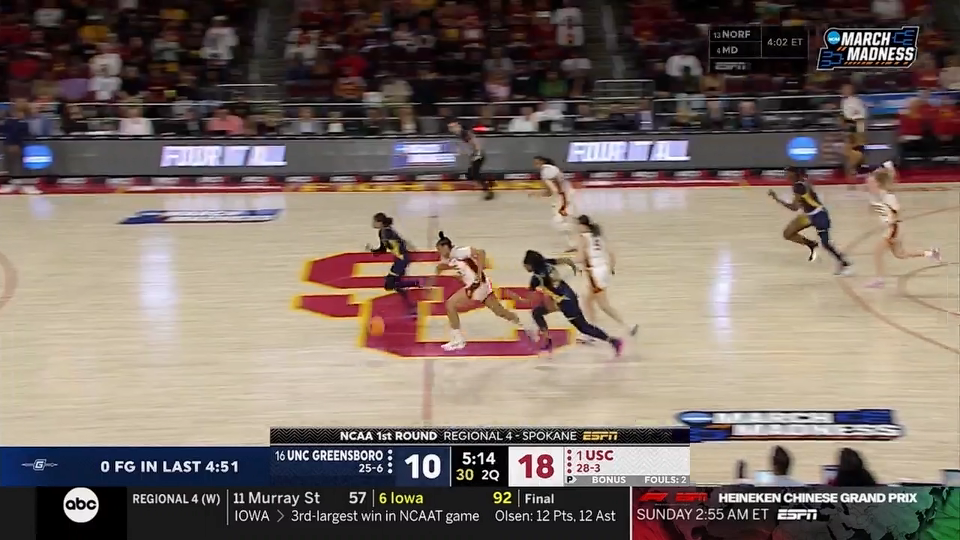 13 NORF
4 MD
4:02 ET
ESPN
NCAA
MARCH
MADNESS
FOUR IT ALL
FOUR IT ALL
SC
MARCH
MADNESS
NCAA 1st ROUND REGIONAL 4 - SPOKANE ESPN
G
0 FG IN LAST 4:51
16 UNC GREENSBORO
25-6
10
5:14
30 2Q
18
1 USC
28-3
P BONUS FOULS: 2
abc
REGIONAL 4 (W)
11 Murray St 57 6 Iowa 92 Final
IOWA > 3rd-largest win in NCAAT game Olsen: 12 Pts, 12 Ast
F1 ESPN HEINEKEN CHINESE GRAND PRIX
SUNDAY 2:55 AM ET ESPN